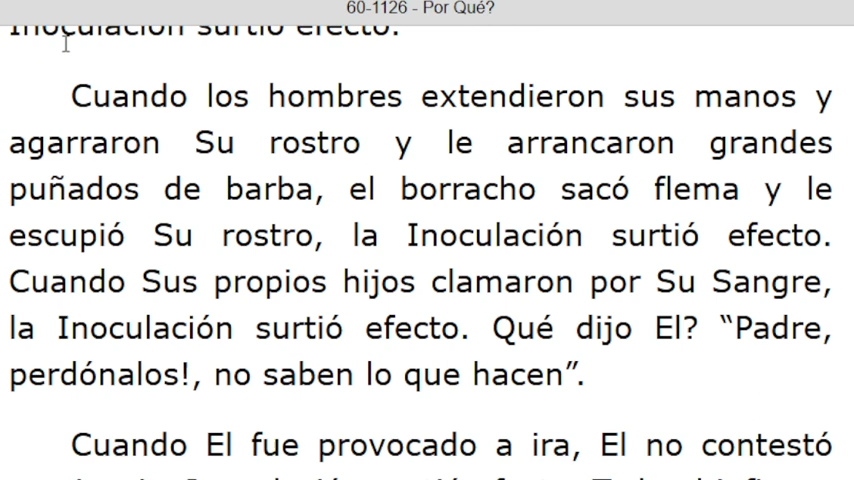 60-1126 - Por Qué?
Inoculación surtió efecto.
Cuando los hombres extendieron sus manos y
agarraron Su rostro y le arrancaron grandes
puñados de barba, el borracho sacó flema y le
escupió Su rostro, la Inoculación surtió efecto.
Cuando Sus propios hijos clamaron por Su Sangre,
la Inoculación surtió efecto. Qué dijo El? “Padre,
perdónalos!, no saben lo que hacen”.
Cuando El fue provocado a ira, El no contestó